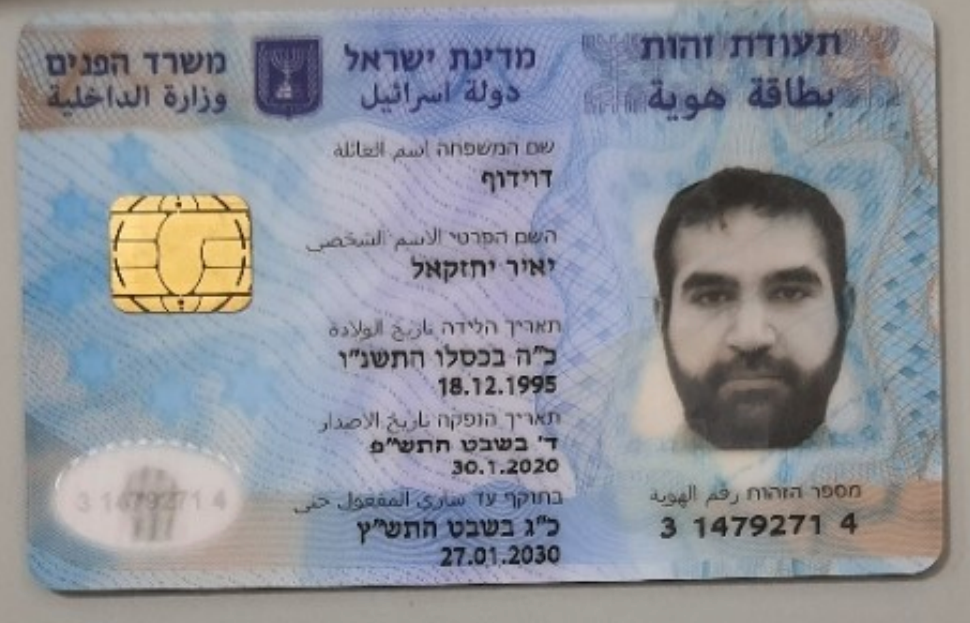 תעודת זהות
بطاقة هوية
מדינת ישראל
دولة اسرائيل
משרד הפנים
وزارة الداخلية
שם המשפחה اسم العائلة
דוידוף
השם הפרטי الاسم الشخصي
יאיר יחזקאל
תאריך הלידה تاريخ الولادة
כ"ה בכסלו התשנ"ו
18.12.1995
תאריך הנפקה تاريخ الاصدار
ד' בשבט התש"פ
30.1.2020
בתוקף עד ساري المفعول حتى
כ"ג בשבט התש"ץ
27.01.2030
מספר הזהות رقم الهوية
3 1479271 4
3 1479271 4